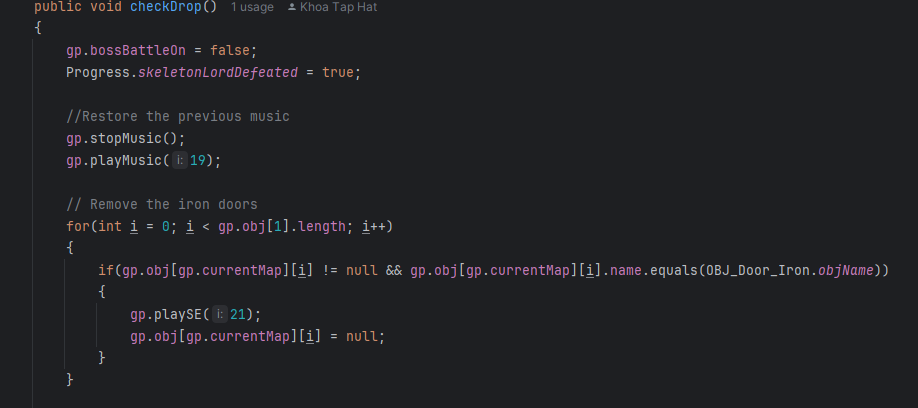 public void checkDrop() 1 usage Khoa Tap Hat
{
gp.bossBattleOn = false;
Progress.skeletonLordDefeated = true;
//Restore the previous music
gp.stopMusic();
gp.playMusic( i: 19);
// Remove the iron doors
for(int i = 0; i < gp.obj[1].length; i++)
{
if(gp.obj[gp.currentMap][i] != null && gp.obj[gp.currentMap][i].name.equals(OBJ_Door_Iron.objName))
{
gp.playSE( i: 21);
gp.obj[gp.currentMap][i] = null;
}
}